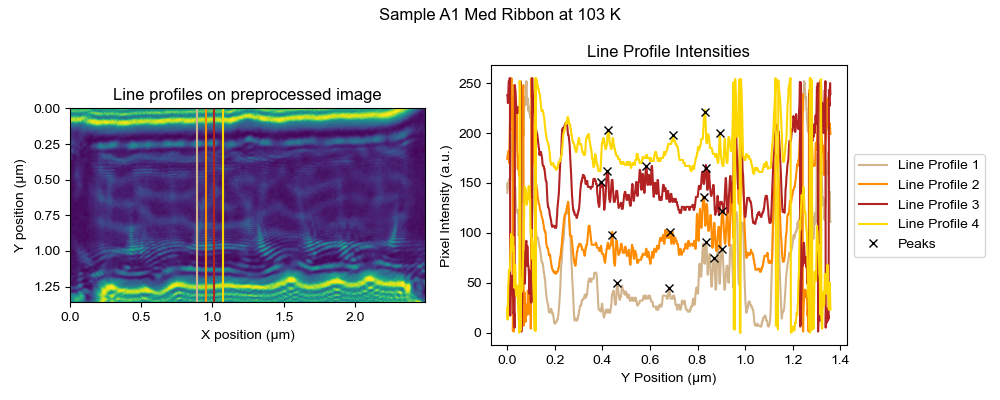 Sample A1 Med Ribbon at 103 K
Line profiles on preprocessed image
0.00
0.25
0.50
0.75
1.00
1.25
Y position (μm)
0.0
0.5
1.0
1.5
2.0
X position (μm)
Line Profile Intensities
250
200
150
100
50
0
Pixel Intensity (a.u.)
0.0
0.2
0.4
0.6
0.8
1.0
1.2
1.4
Y Position (μm)
Line Profile 1
Line Profile 2
Line Profile 3
Line Profile 4
Peaks